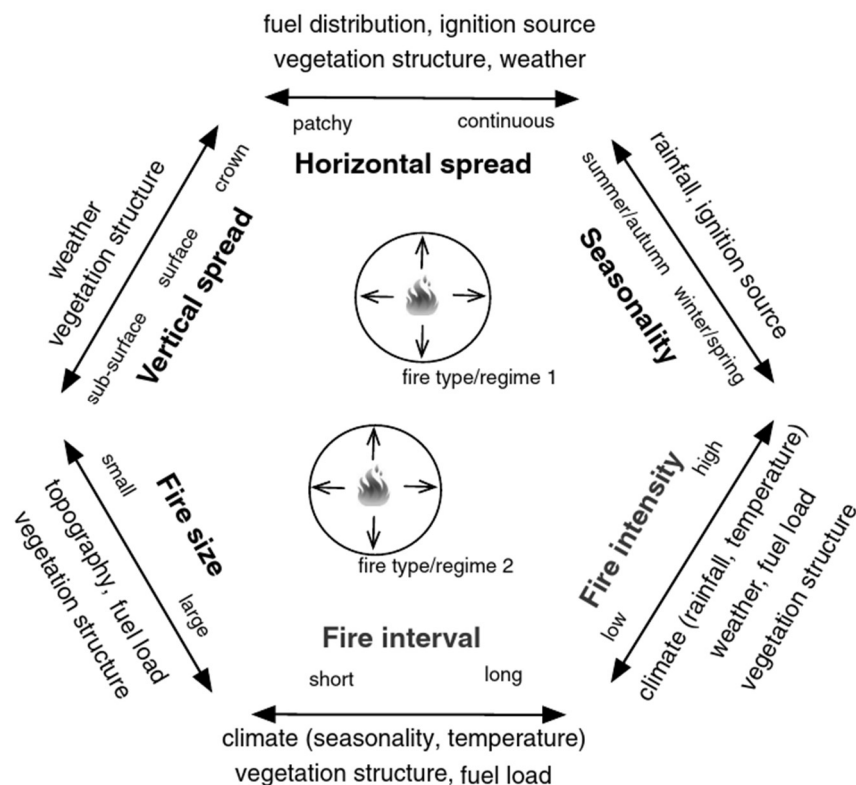 fuel distribution, ignition source
vegetation structure, weather
patchy
continuous
Horizontal spread
weather
vegetation structure
crown
surface
sub-surface
Vertical spread
rainfall, ignition source
summer/autumn
winter/spring
Seasonality
fire type/regime 1
fire type/regime 2
small
large
Fire size
topography, fuel load
vegetation structure
Fire intensity
high
low
climate (rainfall, temperature)
weather, fuel load
vegetation structure
Fire interval
short
long
climate (seasonality, temperature)
vegetation structure, fuel load